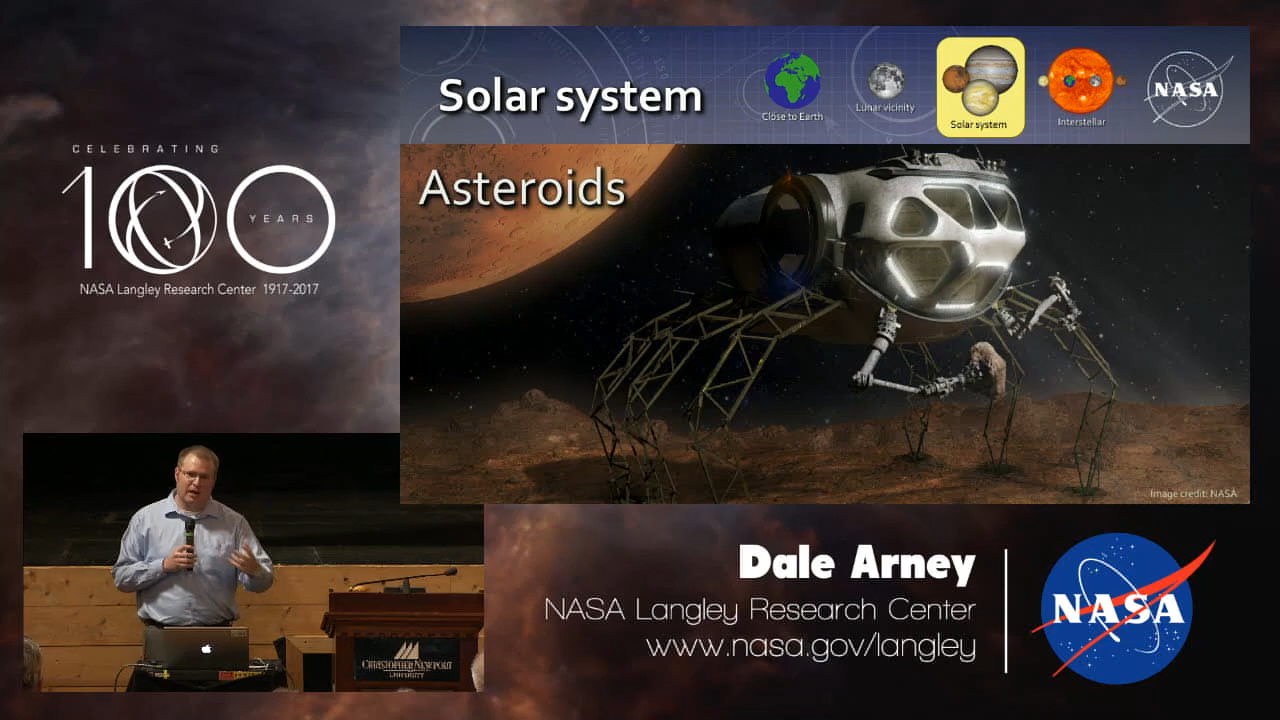 CELEBRATING
100
YEARS
NASA Langley Research Center 1917-2017
Solar system
Close to Earth
Lunar vicinity
Solar system
Interstellar
NASA
Asteroids
Image credit: NASA
CHRISTOPHER NEWPORT
UNIVERSITY
Dale Arney
NASA Langley Research Center
www.nasa.gov/langley
NASA